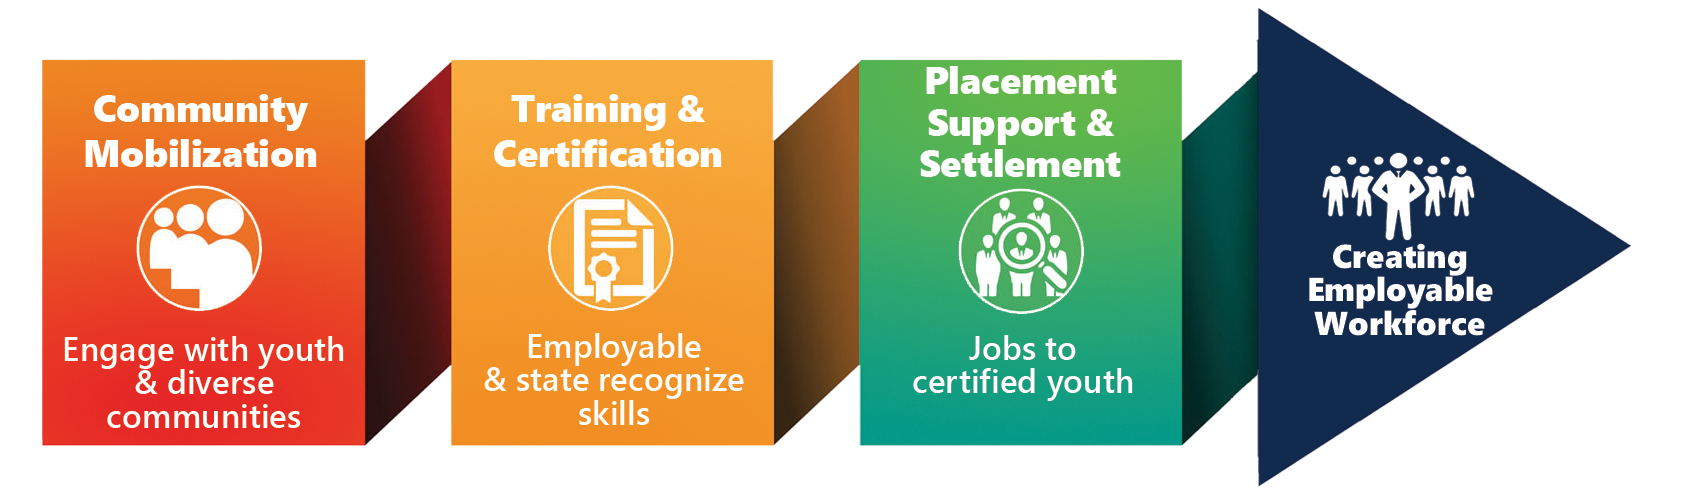 Community
Mobilization
Engage with youth
& diverse
communities
Training &
Certification
Employable
& state recognize
skills
Placement
Support &
Settlement
Jobs to
certified youth
Creating
Employable
Workforce